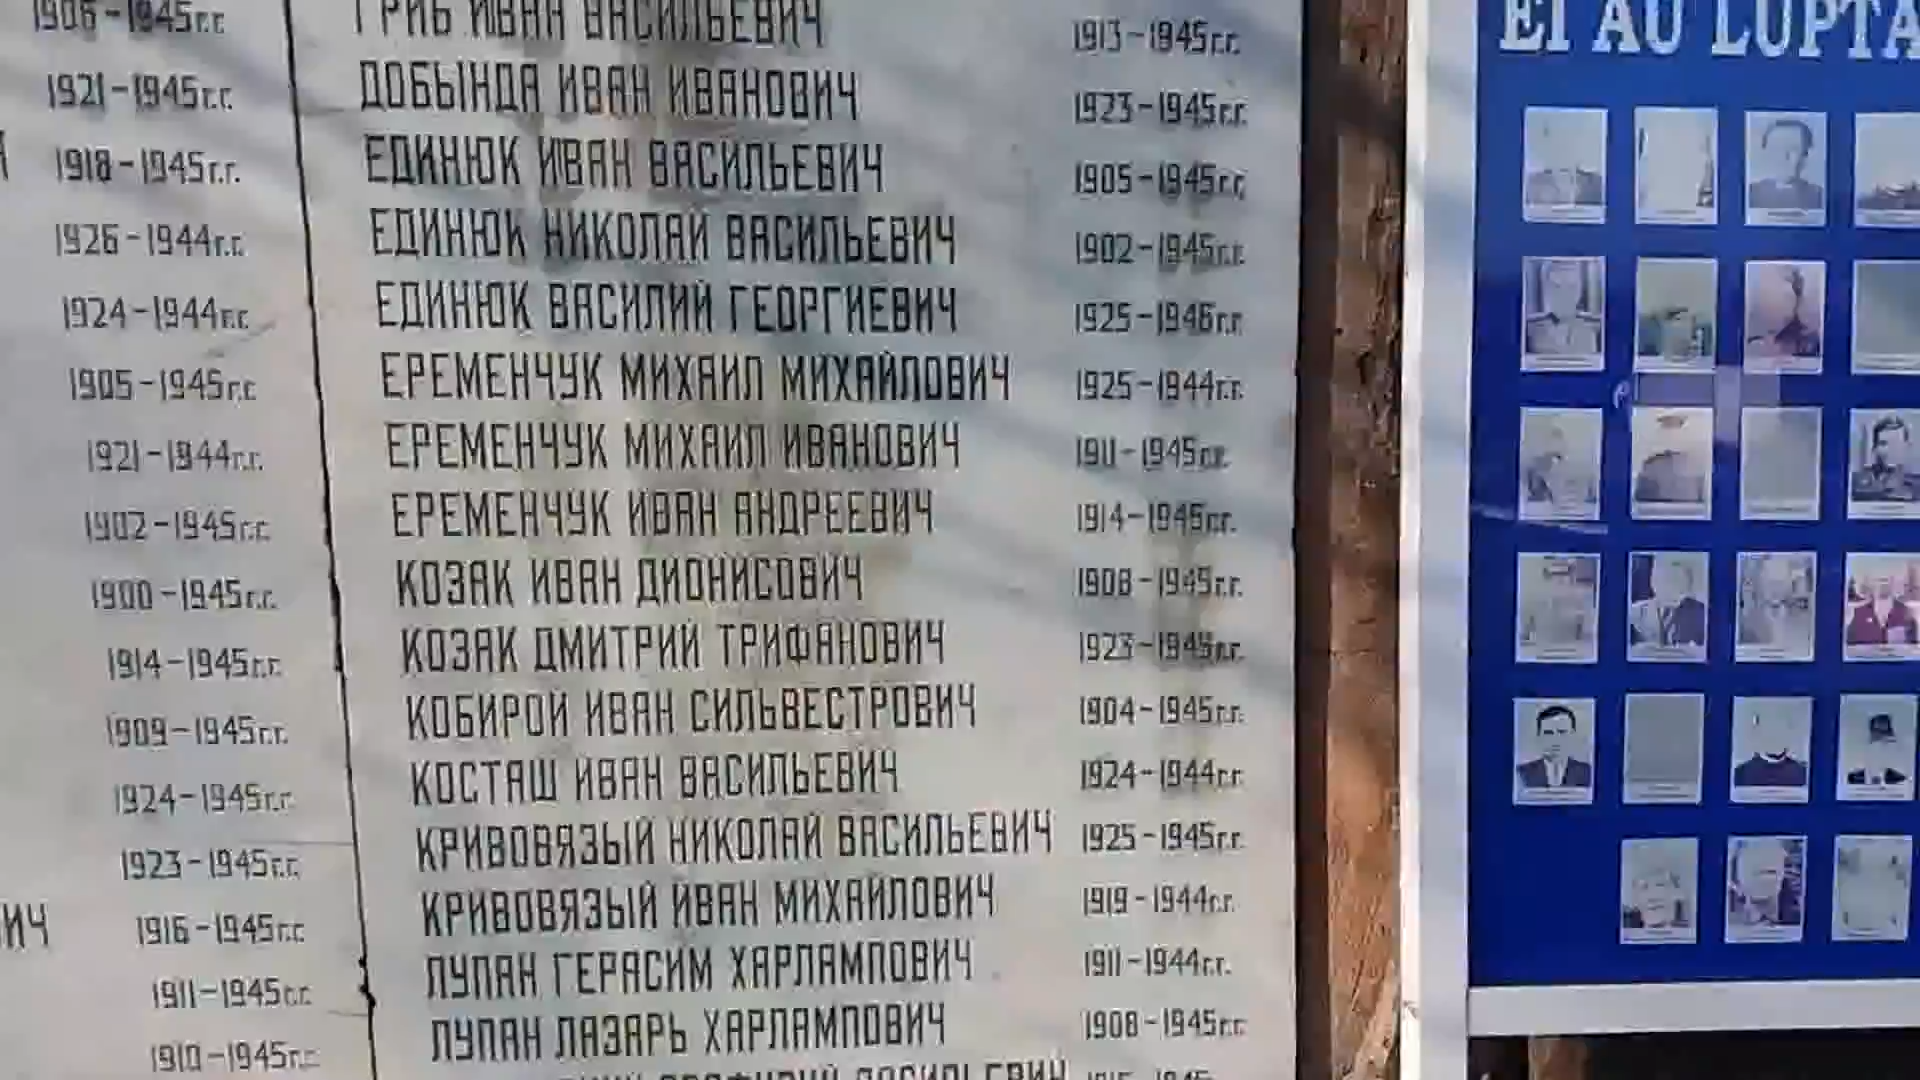 1906-1945г.г.
1921-1945г.г.
1918-1945г.г.
1926-1944г.г.
1924-1944г.г.
1905-1945г.г.
1921-1944г.г.
1902-1945г.г.
1900-1945г.г.
1914-1945г.г.
1909-1945г.г.
1924-1945г.г.
1923-1945г.г.
ИЧ 1916-1945г.г.
1911-1945г.г.
1910-1945г.г.
ГРИБ ИВАН ВАСИЛЬЕВИЧ 1913-1945г.г.
ДОБЫНДА ИВАН ИВАНОВИЧ 1923-1945г.г.
ЕДИНЮК ИВАН ВАСИЛЬЕВИЧ 1905-1945г.г.
ЕДИНЮК НИКОЛАЙ ВАСИЛЬЕВИЧ 1902-1945г.г.
ЕДИНЮК ВАСИЛИЙ ГЕОРГИЕВИЧ 1925-1946г.г.
ЕРЕМЕНЧУК МИХАИЛ МИХАЙЛОВИЧ 1925-1944г.г.
ЕРЕМЕНЧУК МИХАИЛ ИВАНОВИЧ 1911-1945г.г.
ЕРЕМЕНЧУК ИВАН АНДРЕЕВИЧ 1914-1945г.г.
КОЗАК ИВАН ДИОНИСОВИЧ 1908-1945г.г.
КОЗАК ДМИТРИЙ ТРИФАНОВИЧ 1923-1945г.г.
КОБИРОЙ ИВАН СИЛЬВЕСТРОВИЧ 1904-1945г.г.
КОСТАШ ИВАН ВАСИЛЬЕВИЧ 1924-1944г.г.
КРИВОВЯЗЫЙ НИКОЛАЙ ВАСИЛЬЕВИЧ 1925-1945г.г.
КРИВОВЯЗЫЙ ИВАН МИХАЙЛОВИЧ 1919-1944г.г.
ЛУПАН ГЕРАСИМ ХАРЛАМПОВИЧ 1911-1944г.г.
ЛУПАН ЛАЗАРЬ ХАРЛАМПОВИЧ 1908-1945г.г.
ВАСИЛЬЕВИЧ
EI AU LUPTA